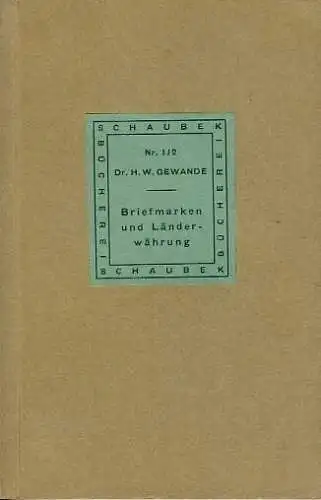 SCHAUBEK
BÜCHEREI
Nr. 1/2
Dr. H. W. GEWANDE
Briefmarken
und Länder-
währung
BÜCHEREI
SCHAUBEK